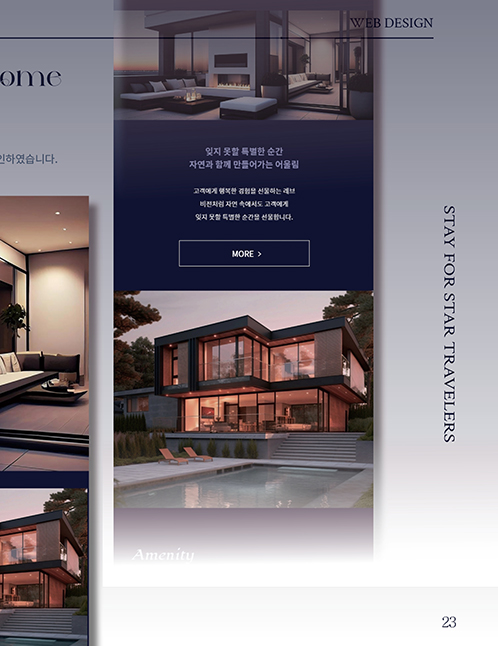 WEB DESIGN
ome
인하였습니다.
잊지 못할 특별한 순간
자연과 함께 만들어가는 어울림
고객에게 행복한 경험을 선물하는 레브
비전처럼 자연 속에서도 고객에게
잊지 못할 특별한 순간을 선물합니다.
MORE >
STAY FOR STAR TRAVELERS
Amenity
23